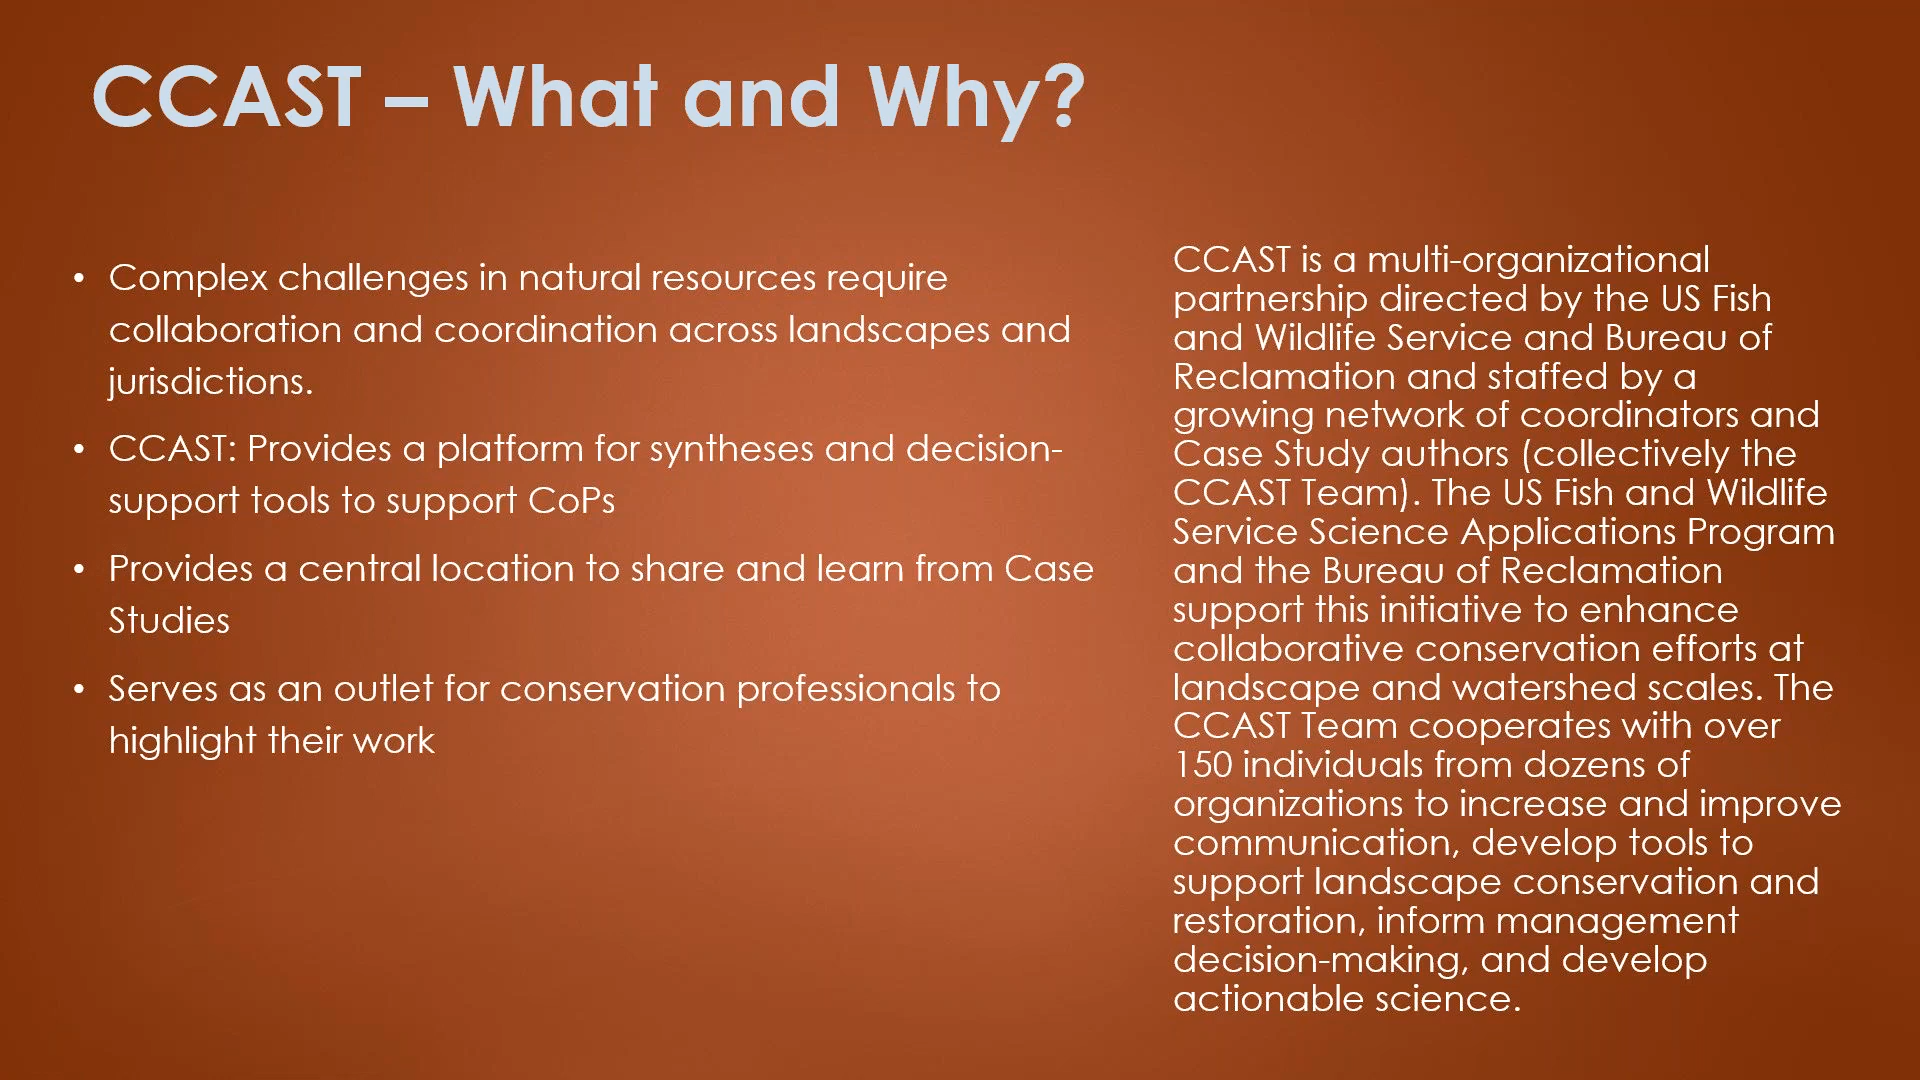 CCAST – What and Why?
• Complex challenges in natural resources require
collaboration and coordination across landscapes and
jurisdictions.
• CCAST: Provides a platform for syntheses and decision-
support tools to support CoPs
• Provides a central location to share and learn from Case
Studies
• Serves as an outlet for conservation professionals to
highlight their work
CCAST is a multi-organizational
partnership directed by the US Fish
and Wildlife Service and Bureau of
Reclamation and staffed by a
growing network of coordinators and
Case Study authors (collectively the
CCAST Team). The US Fish and Wildlife
Service Science Applications Program
and the Bureau of Reclamation
support this initiative to enhance
collaborative conservation efforts at
landscape and watershed scales. The
CCAST Team cooperates with over
150 individuals from dozens of
organizations to increase and improve
communication, develop tools to
support landscape conservation and
restoration, inform management
decision-making, and develop
actionable science.